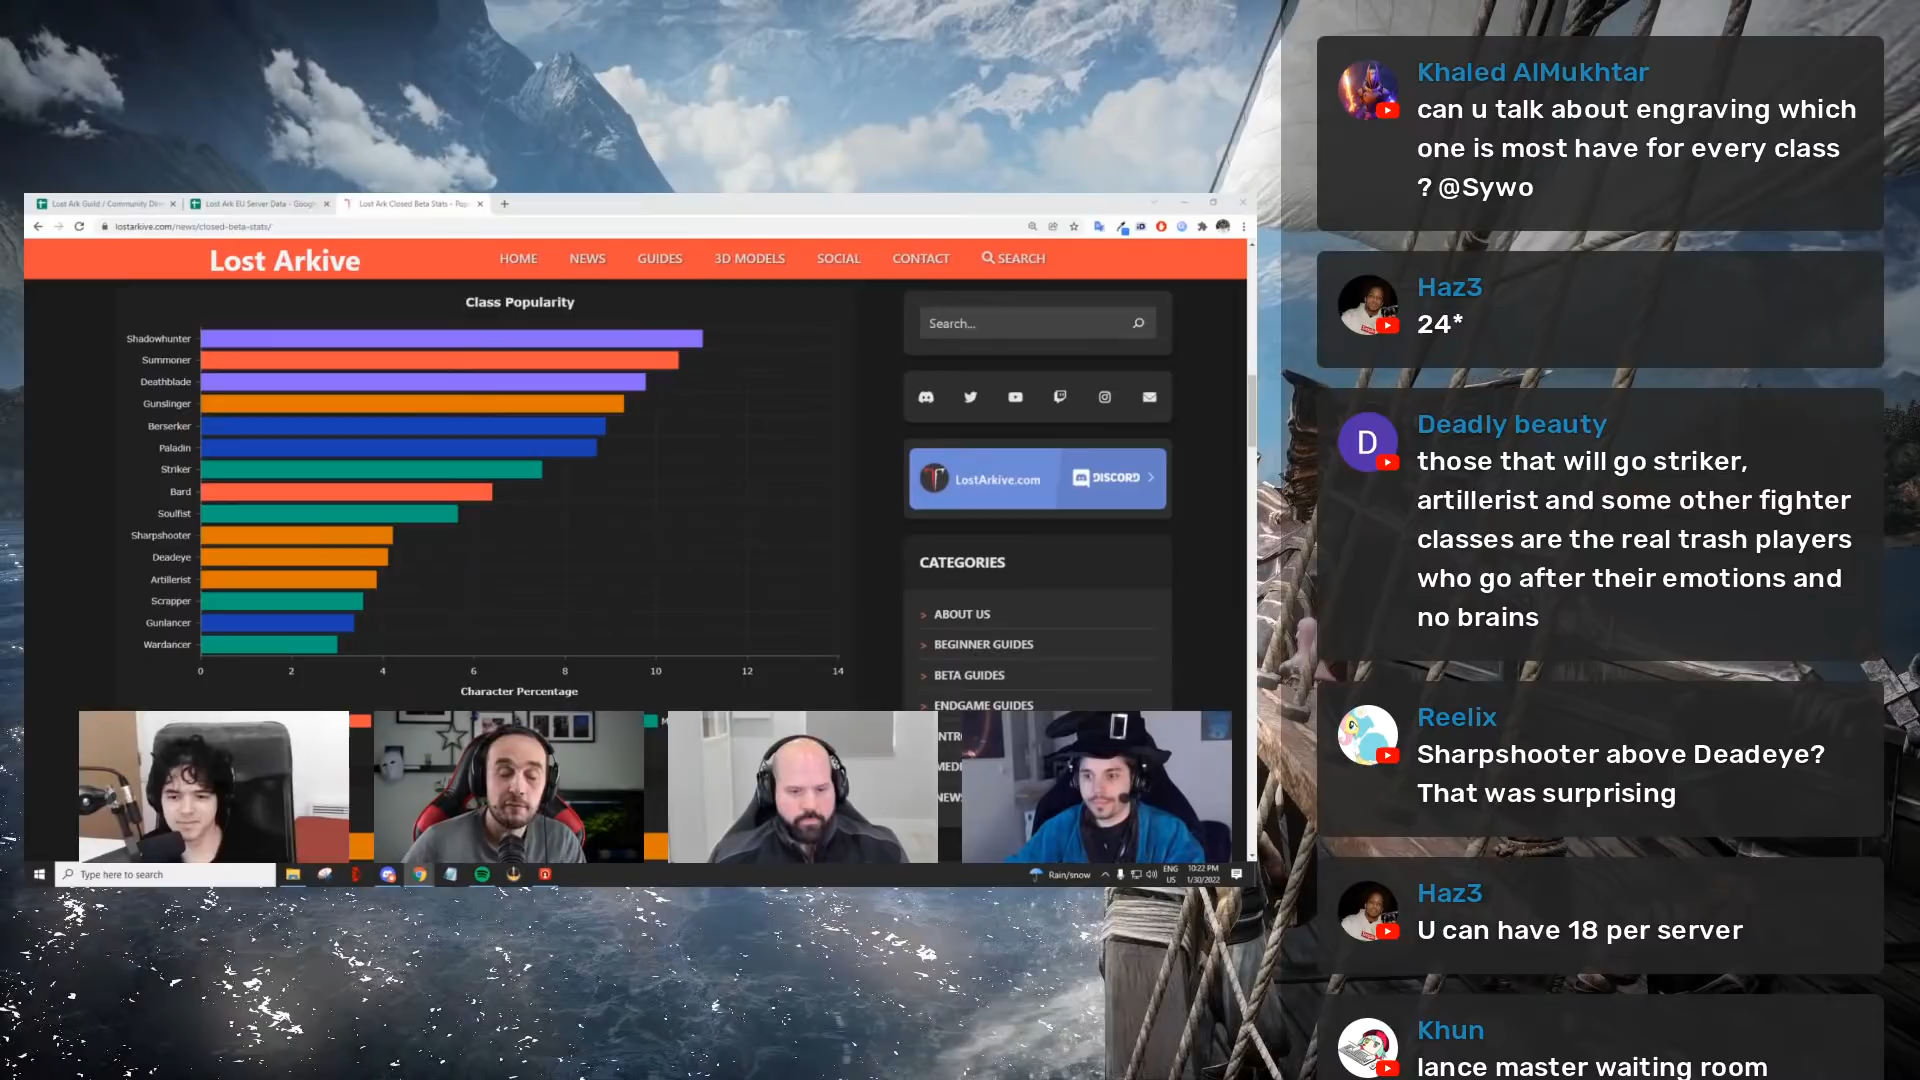 Lost Ark Guild / Community Dire
Lost Ark EU Server Data - Google
Lost Ark Closed Beta Stats - Pop
lostarkive.com/news/closed-beta-stats/
Lost Arkive
HOME
NEWS
GUIDES
3D MODELS
SOCIAL
CONTACT
SEARCH
Class Popularity
Shadowhunter
Summoner
Deathblade
Gunslinger
Berserker
Paladin
Striker
Bard
Soulfist
Sharpshooter
Deadeye
Artillerist
Scrapper
Gunlancer
Wardancer
0 2 4 6 8 10 12 14
Character Percentage
Search...
LostArkive.com
DISCORD
CATEGORIES
> ABOUT US
> BEGINNER GUIDES
> BETA GUIDES
> ENDGAME GUIDES
INTR
MEDI
NEWS
Type here to search
Rain/snow
ENG
US
10:22 PM
1/30/2022
Khaled AlMukhtar
can u talk about engraving which
one is most have for every class
? @Sywo
Haz3
24*
D
Deadly beauty
those that will go striker,
artillerist and some other fighter
classes are the real trash players
who go after their emotions and
no brains
Reelix
Sharpshooter above Deadeye?
That was surprising
Haz3
U can have 18 per server
Khun
lance master waiting room